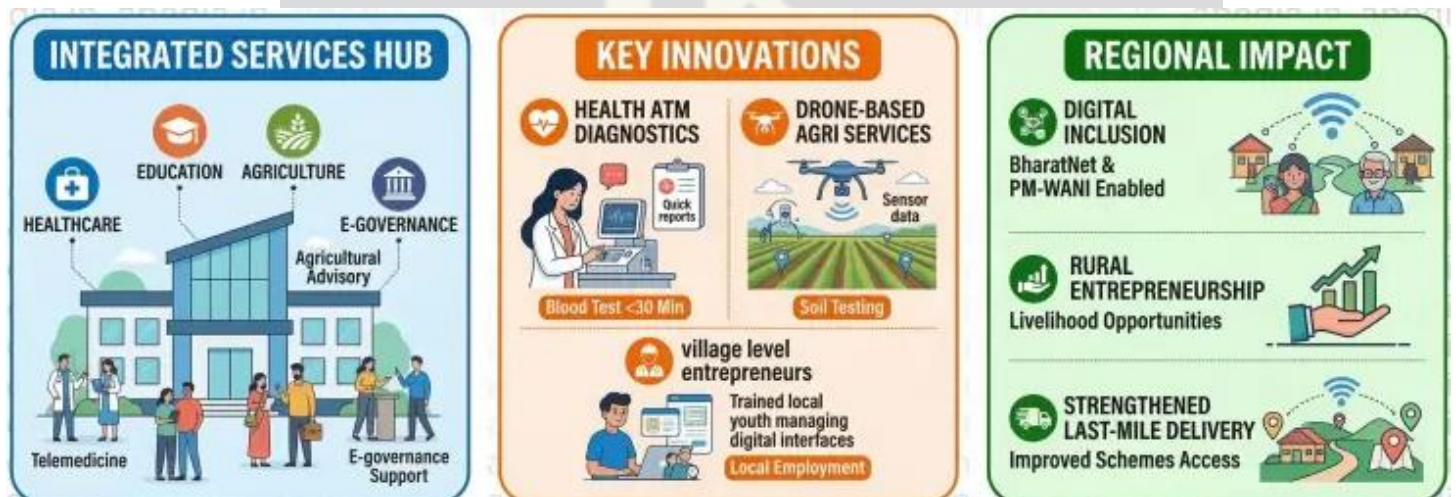 INTEGRATED SERVICES HUB
EDUCATION
AGRICULTURE
HEALTHCARE
E-GOVERNANCE
Agricultural
Advisory
Telemedicine
E-governance
Support
KEY INNOVATIONS
HEALTH ATM
DIAGNOSTICS
Quick
reports
Blood Test <30 Min
DRONE-BASED
AGRI SERVICES
Sensor
data
Soil Testing
village level
entrepreneurs
Trained local
youth managing
digital interfaces
Local Employment
REGIONAL IMPACT
DIGITAL
INCLUSION
BharatNet &
PM-WANI Enabled
RURAL
ENTREPRENEURSHIP
Livelihood Opportunities
STRENGTHENED
LAST-MILE DELIVERY
Improved Schemes Access